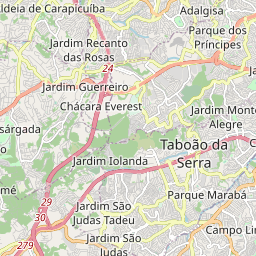 ldeia de Carapicuíba
Adalgisa
Parque dos
Príncipes
Jardim Recanto
das Rosas
24
Jardim Guerreiro
Chácara Everest
Jardim Monte
Alegre
sárgada
Taboão da
Serra
Jardim Iolanda
Parque Marabá
mé
29
30
Jardim São
Judas Tadeu
Campo Lim
Jardim São
Judas
279